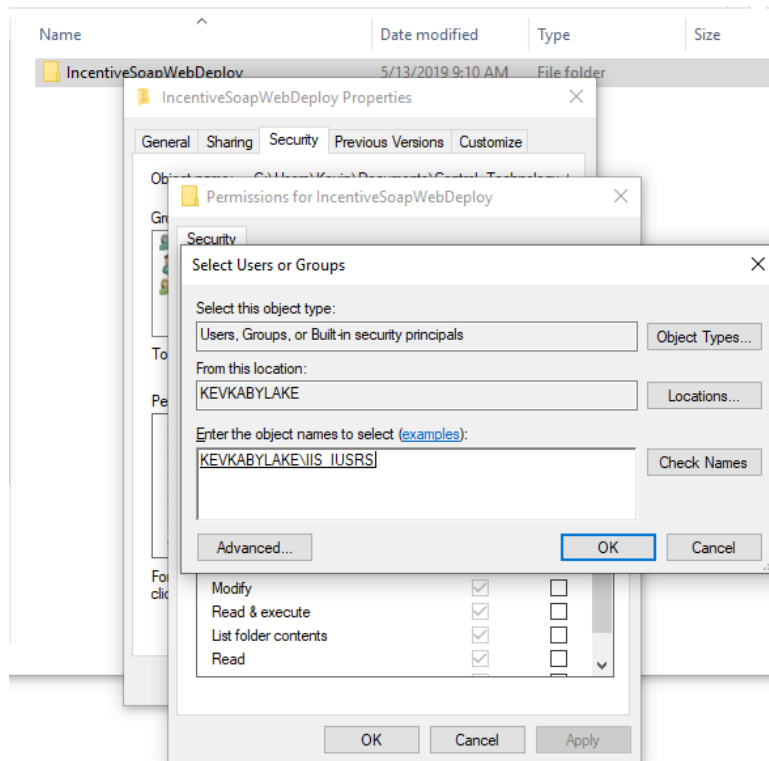 Name
Date modified
Type
Size
IncentiveSoapWebDeploy
5/13/2019 9:10 AM
File folder
IncentiveSoapWebDeploy Properties
General
Sharing
Security
Previous Versions
Customize
Permissions for IncentiveSoapWebDeploy
Security
Select Users or Groups
Select this object type:
Users, Groups, or Built-in security principals
Object Types...
From this location:
KEVKABYLAKE
Locations...
Enter the object names to select (examples):
KEVKABYLAKE\IIS_IUSRS
Check Names
Advanced...
OK
Cancel
Modify
Read & execute
List folder contents
Read
OK
Cancel
Apply